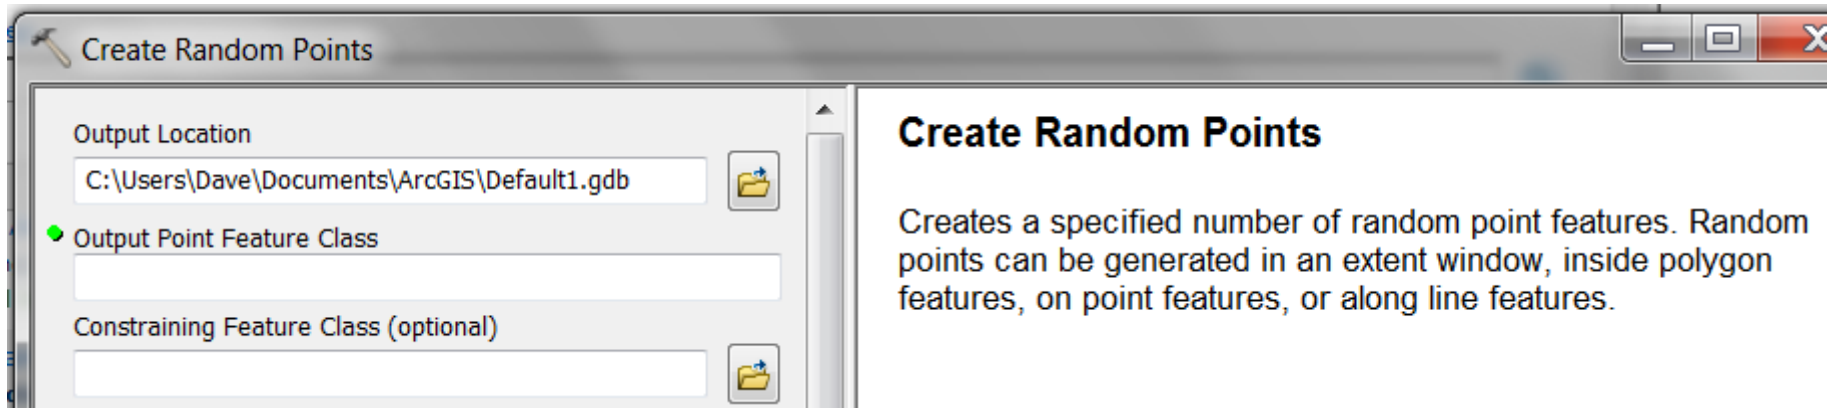 Create Random Points
Output Location
C:\Users\Dave\Documents\ArcGIS\Default1.gdb
Output Point Feature Class
Constraining Feature Class (optional)
Create Random Points
Creates a specified number of random point features. Random
points can be generated in an extent window, inside polygon
features, on point features, or along line features.